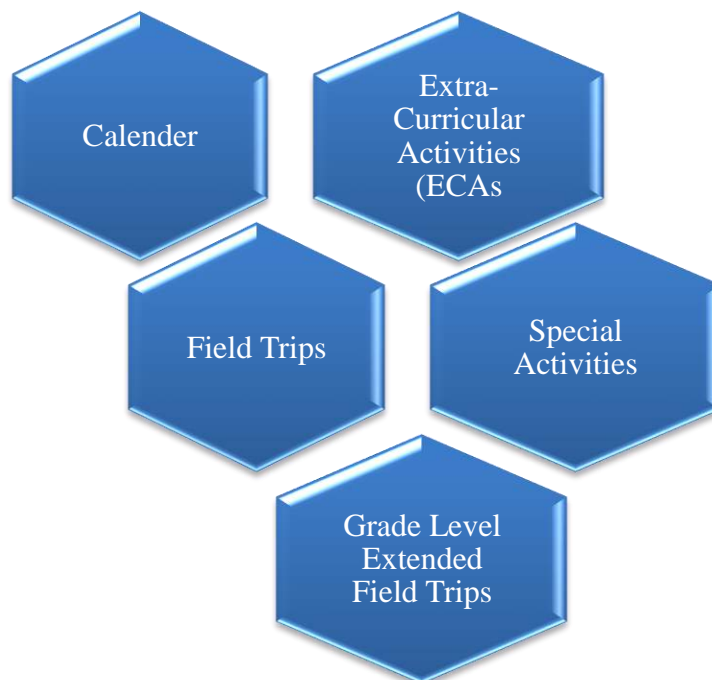 Calender
Extra-
Curricular
Activities
(ECAs
Field Trips
Special
Activities
Grade Level
Extended
Field Trips